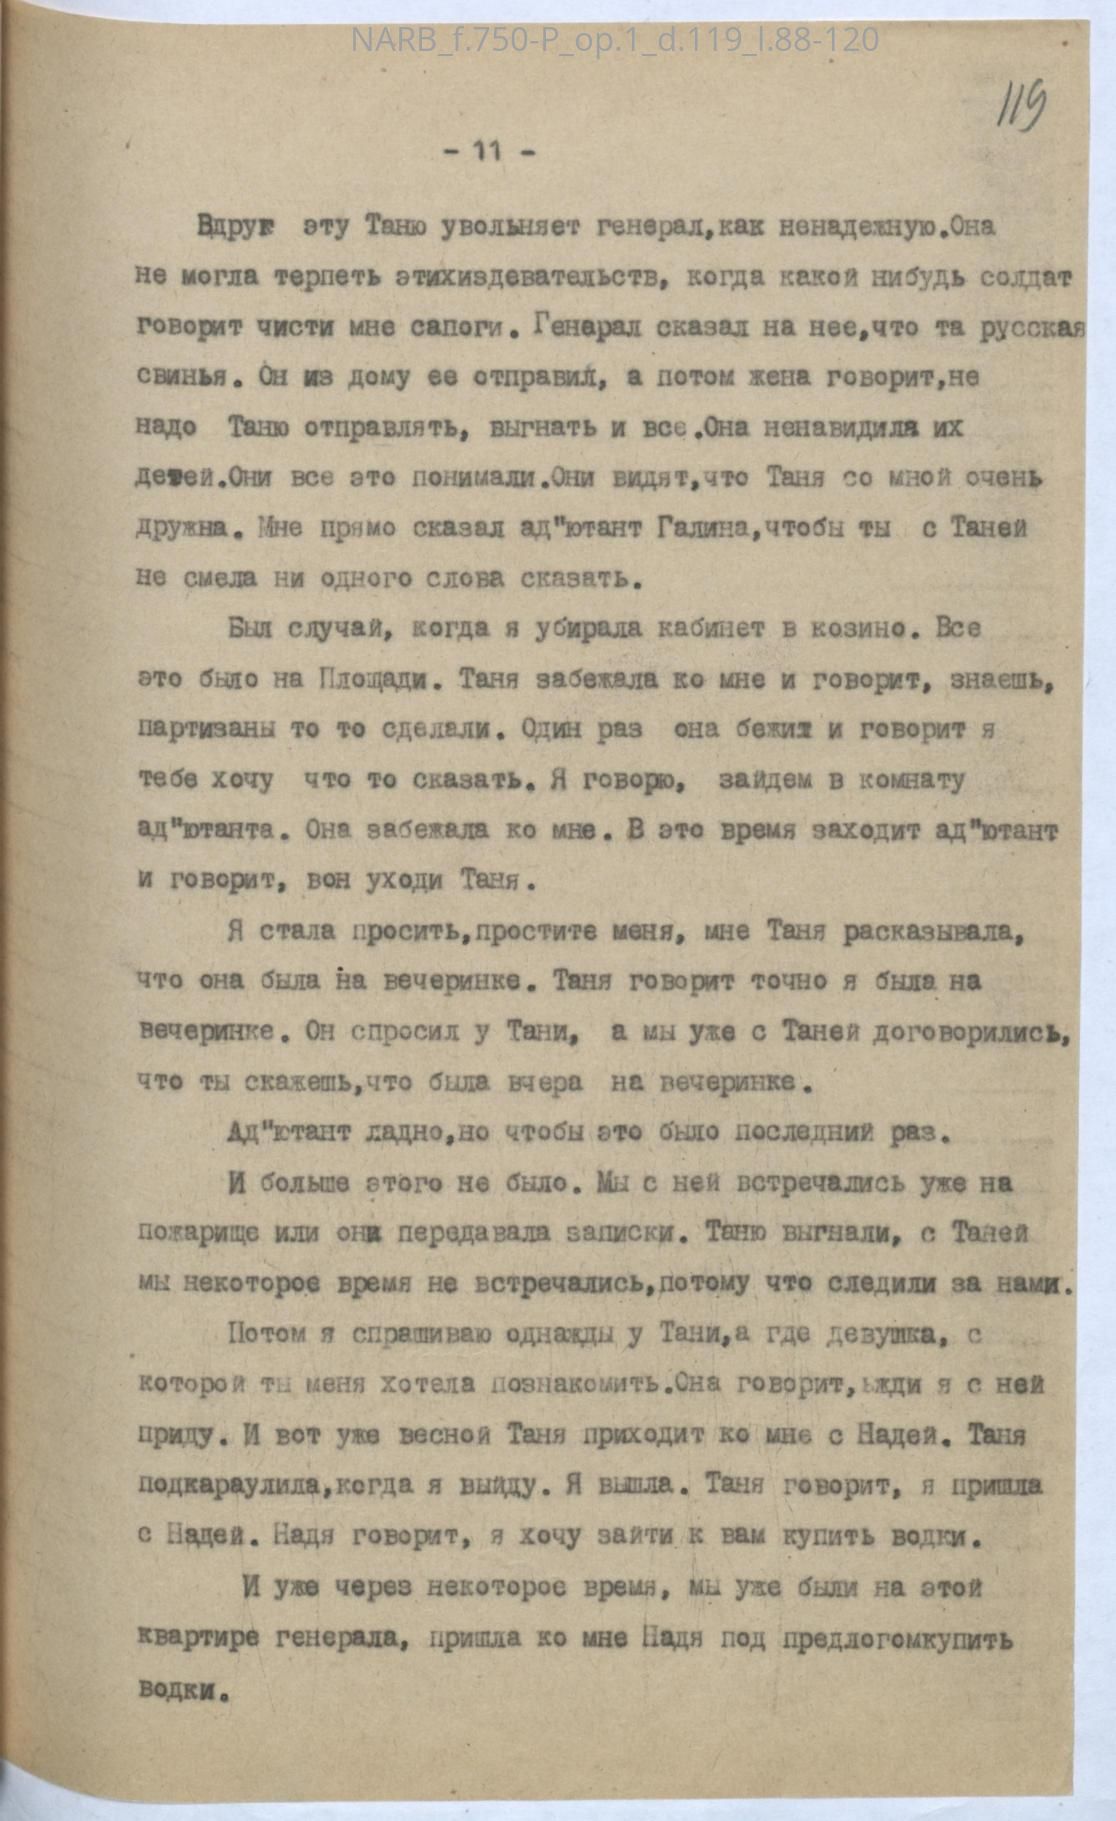 NARB_f.750-P_op.1_d.119_l.88-120
119
- 11 -
Вдруг эту Таню увольняет генерал,как ненадежную.Она
не могла терпеть этихиздевательств, когда какой нибудь солдат
говорит чисти мне сапоги. Генарал сказал на нее,что та русская
свинья. Он из дому ее отправил, а потом жена говорит,не
надо Таню отправлять, выгнать и все.Она ненавидила их
детей.Они все это понимали.Они видят,что Таня со мной очень
дружна. Мне прямо сказал ад"ютант Галина,чтобы ты с Таней
не смела ни одного слова сказать.
Был случай, когда я убирала кабинет в козино. Все
это было на Площади. Таня забежала ко мне и говорит, знаешь,
партизаны то то сделали. Один раз она бежит и говорит я
тебе хочу что то сказать. Я говорю, зайдем в комнату
ад"ютанта. Она забежала ко мне. В это время заходит ад"ютант
и говорит, вон уходи Таня.
Я стала просить,простите меня, мне Таня расказывала,
что она была на вечеринке. Таня говорит точно я была на
вечеринке. Он спросил у Тани, а мы уже с Таней договорились,
что ты скажешь,что была вчера на вечеринке.
Ад"ютант ладно,но чтобы это было последний раз.
И больше этого не было. Мы с ней встречались уже на
пожарище или они передавала записки. Таню выгнали, с Таней
мы некоторое время не встречались,потому что следили за нами.
Потом я спрашиваю однажды у Тани,а где девушка, с
которой ты меня хотела познакомить.Она говорит, жди я с ней
приду. И вот уже весной Таня приходит ко мне с Надей. Таня
подкараулила,когда я выйду. Я вышла. Таня говорит, я пришла
с Надей. Надя говорит, я хочу зайти к вам купить водки.
И уже через некоторое время, мы уже были на этой
квартире генерала, пришла ко мне Надя под предлогомкупить
водки.